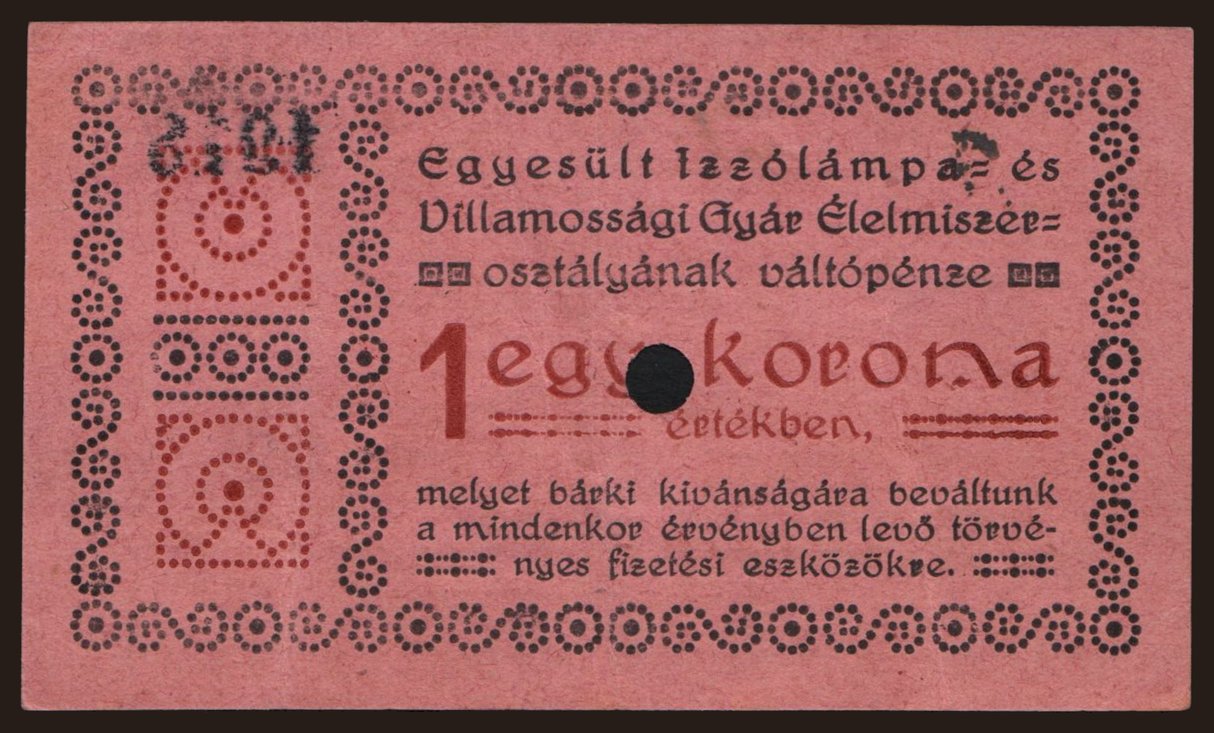 Egyesült Izzólámpa= és
Villamossági Gyár Élelmiszer=
osztályának váltópénze
1 egy korona
értékben,
melyet bárki kivánságára beváltunk
a mindenkor érvényben levő törvé-
nyes fizetési eszközökre.